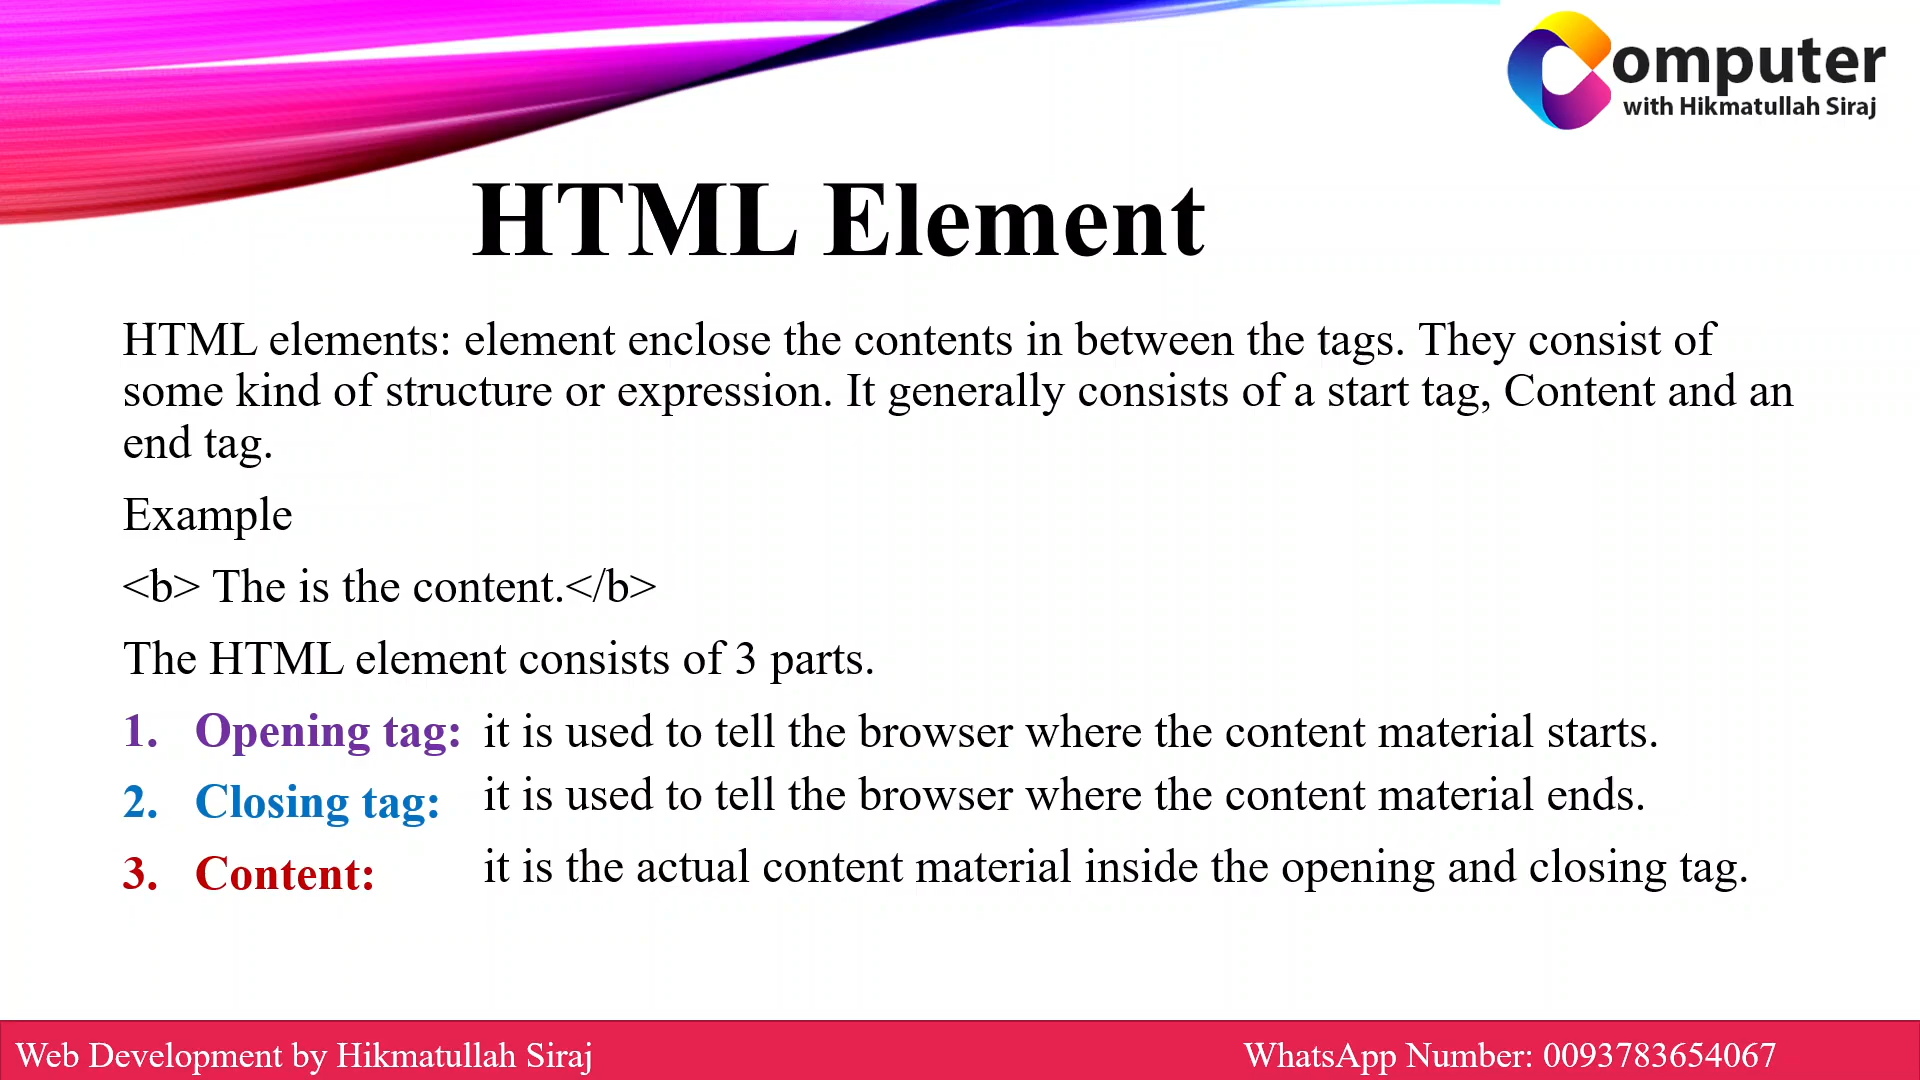 Computer
with Hikmatullah Siraj
HTML Element
HTML elements: element enclose the contents in between the tags. They consist of
some kind of structure or expression. It generally consists of a start tag, Content and an
end tag.
Example
<b> The is the content.</b>
The HTML element consists of 3 parts.
1. Opening tag: it is used to tell the browser where the content material starts.
2. Closing tag: it is used to tell the browser where the content material ends.
3. Content: it is the actual content material inside the opening and closing tag.
Web Development by Hikmatullah Siraj WhatsApp Number: 0093783654067